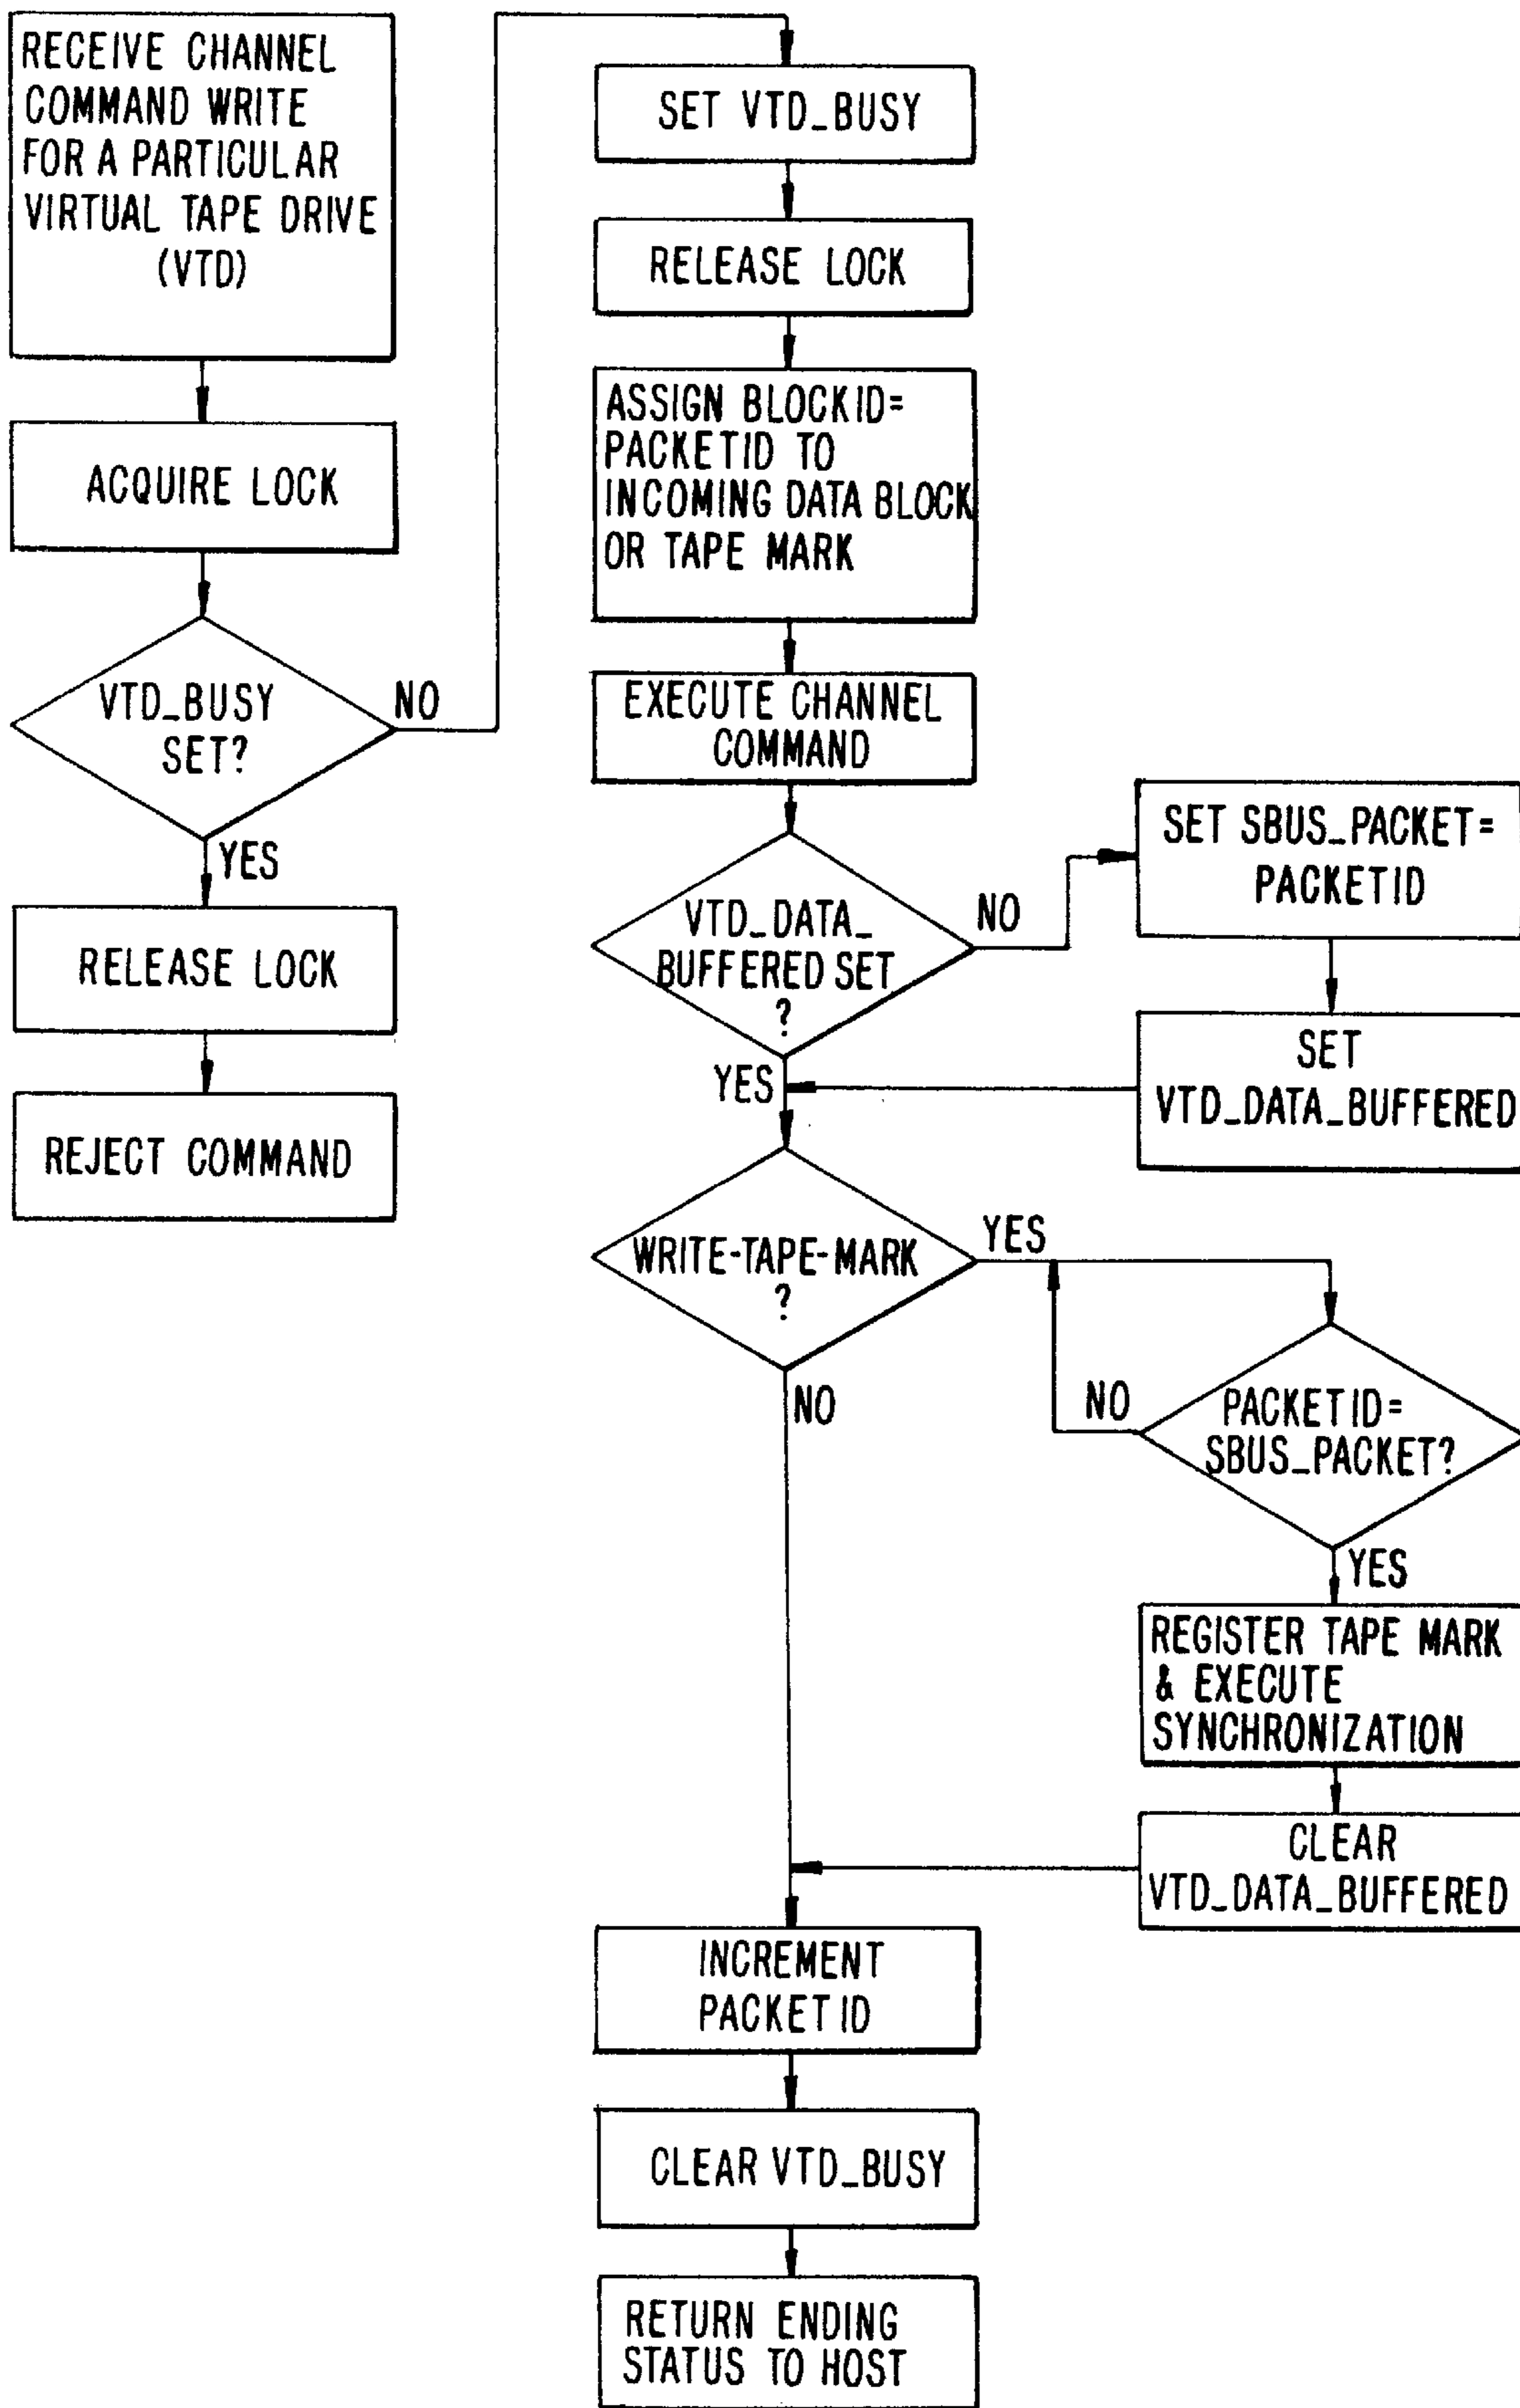 RECEIVE CHANNEL
COMMAND WRITE
FOR A PARTICULAR
VIRTUAL TAPE DRIVE
(VTD)
ACQUIRE LOCK
VTD_BUSY
SET?
NO
YES
RELEASE LOCK
REJECT COMMAND
SET VTD_BUSY
RELEASE LOCK
ASSIGN BLOCKID=
PACKETID TO
INCOMING DATA BLOCK
OR TAPE MARK
EXECUTE CHANNEL
COMMAND
VTD_DATA_
BUFFERED SET
?
NO
SET SBUS_PACKET=
PACKETID
SET
VTD_DATA_BUFFERED
YES
WRITE-TAPE-MARK
?
YES
NO
PACKETID=
SBUS_PACKET?
NO
YES
REGISTER TAPE MARK
& EXECUTE
SYNCHRONIZATION
CLEAR
VTD_DATA_BUFFERED
INCREMENT
PACKETID
CLEAR VTD_BUSY
RETURN ENDING
STATUS TO HOST